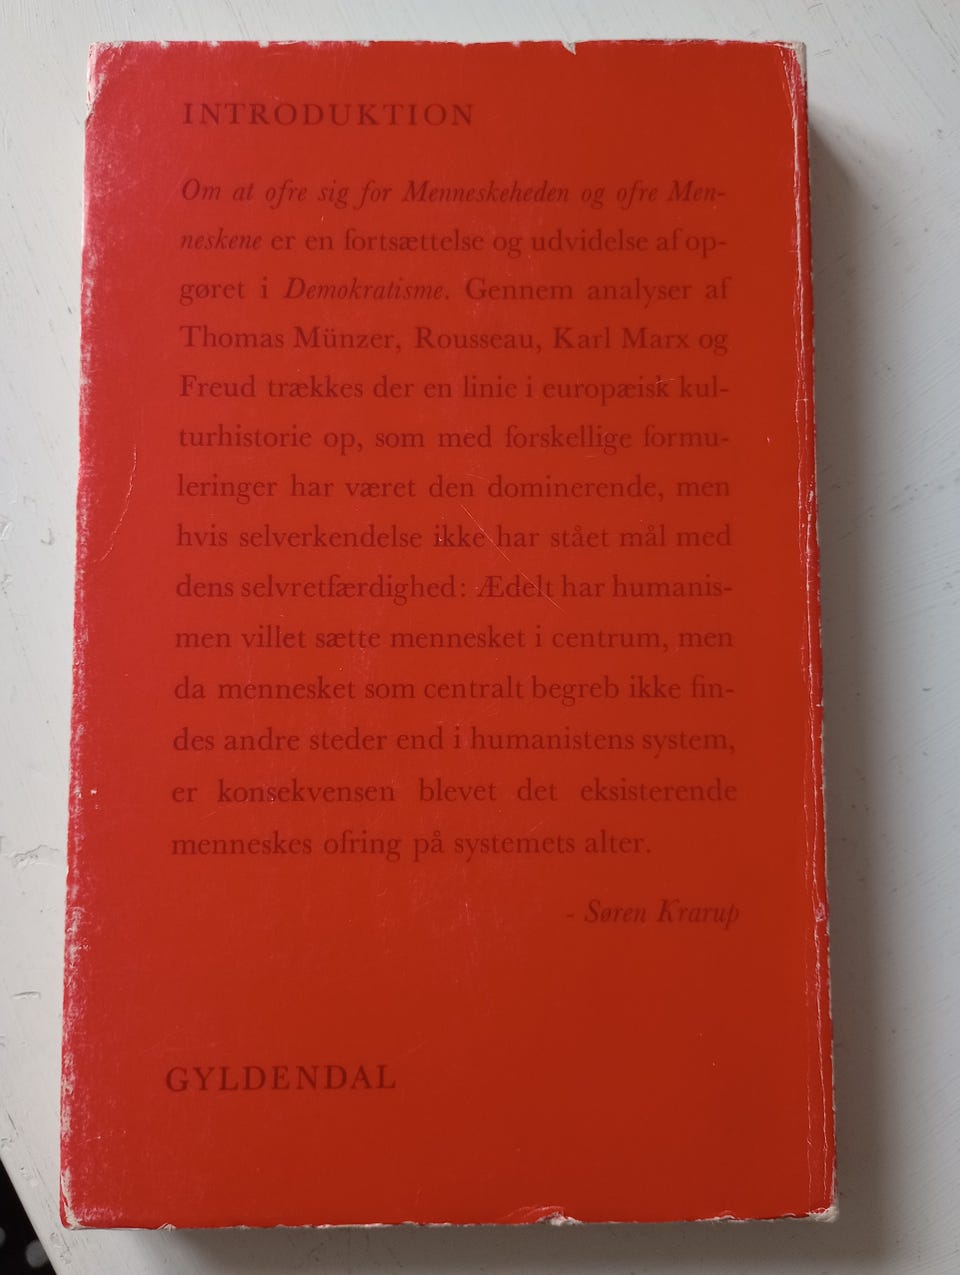 INTRODUKTION
Om at ofre sig for Menneskeheden og ofre Men-
neskene er en fortsættelse og udvidelse af op-
gøret i Demokratisme. Gennem analyser af
Thomas Münzer, Rousseau, Karl Marx og
Freud trækkes der en linie i europæisk kul-
turhistorie op, som med forskellige formu-
leringer har været den dominerende, men
hvis selverkendelse ikke har stået mål med
dens selvretfærdighed: Ædelt har humanis-
men villet sætte mennesket i centrum, men
da mennesket som centralt begreb ikke fin-
des andre steder end i humanistens system,
er konsekvensen blevet det eksisterende
menneskes ofring på systemets alter.
- Søren Krarup
GYLDENDAL